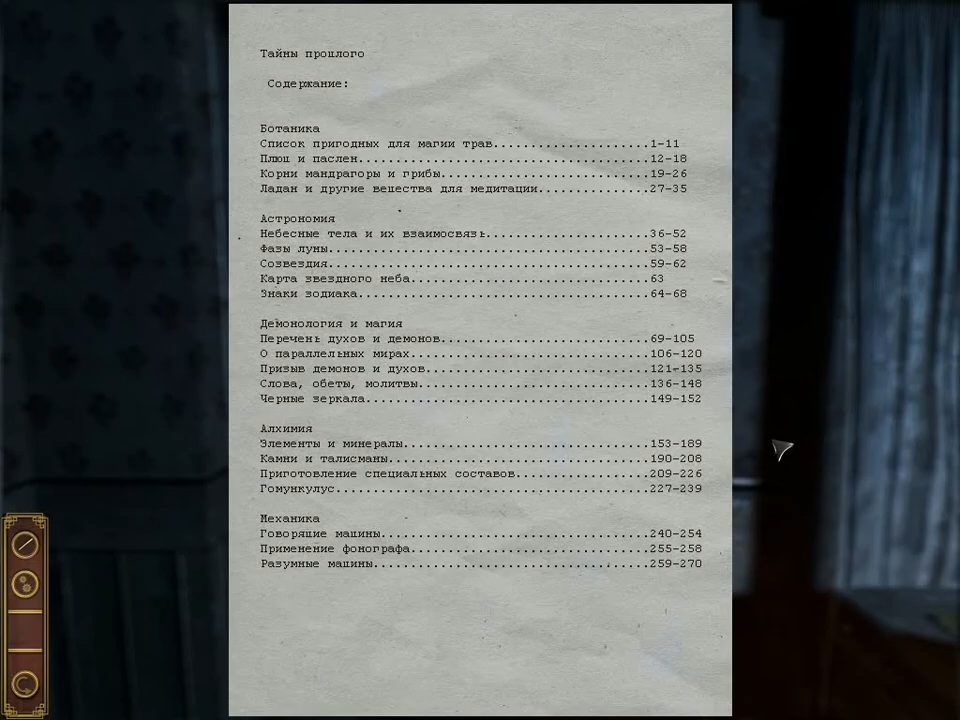 Тайны прошлого
Содержание:
Ботаника
Список пригодных для магии трав.....................1-11
Плющ и паслен.......................................12-18
Корни мандрагоры и грибы............................19-26
Ладан и другие вещества для медитации...............27-35
Астрономия
Небесные тела и их взаимосвязь......................36-52
Фазы луны...........................................53-58
Созвездия...........................................59-62
Карта звездного неба................................63
Знаки зодиака.......................................64-68
Демонология и магия
Перечень духов и демонов............................69-105
О параллельных мирах................................106-120
Призыв демонов и духов..............................121-135
Слова, обеты, молитвы...............................136-148
Черные зеркала......................................149-152
Алхимия
Элементы и минералы.................................153-189
Камни и талисманы...................................190-208
Приготовление специальных составов..................209-226
Гомункулус..........................................227-239
Механика
Говорящие машины....................................240-254
Применение фонографа................................255-258
Разумные машины.....................................259-270